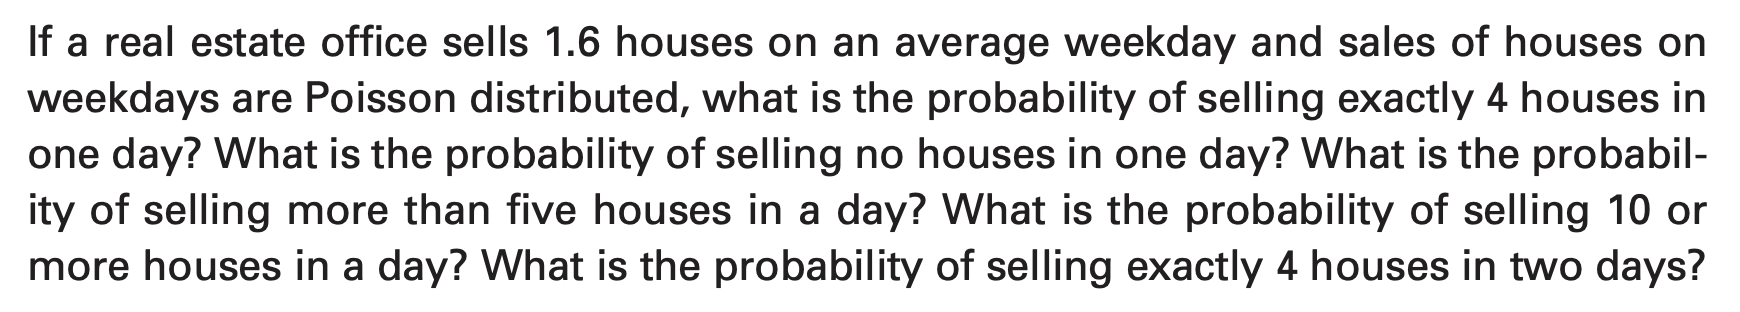 If a real estate office sells 1.6 houses on an average weekday and sales of houses on
weekdays are Poisson distributed, what is the probability of selling exactly 4 houses in
one day? What is the probability of selling no houses in one day? What is the probabil-
ity of selling more than five houses in a day? What is the probability of selling 10 or
more houses in a day? What is the probability of selling exactly 4 houses in two days?